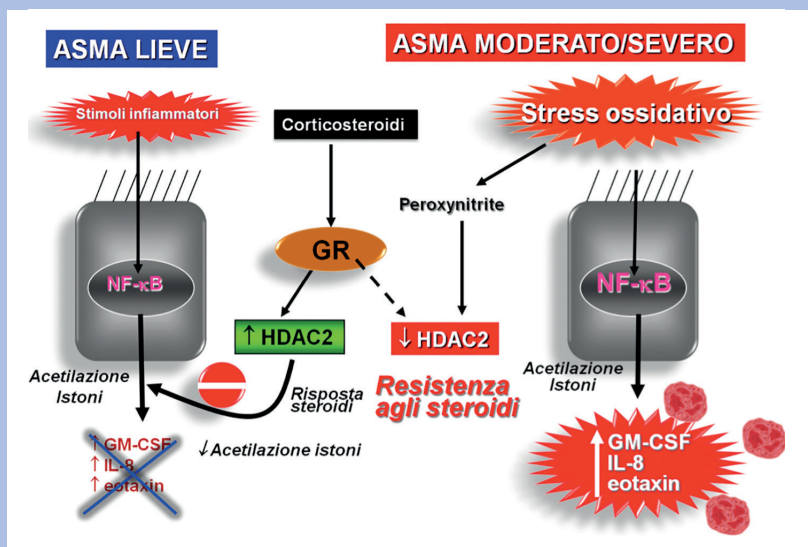 ASMA LIEVE
ASMA MODERATO/SEVERO
Stimoli infiammatori
Corticosteroidi
Stress ossidativo
Peroxynitrite
GR
NF-κB
NF-κB
↑ HDAC2
↓ HDAC2
Acetilazione
Istoni
Risposta
steroidi
Resistenza
agli steroidi
Acetilazione
Istoni
↑ GM-CSF
↑ IL-8
↑ eotaxin
↓ Acetilazione istoni
GM-CSF
IL-8
eotaxin